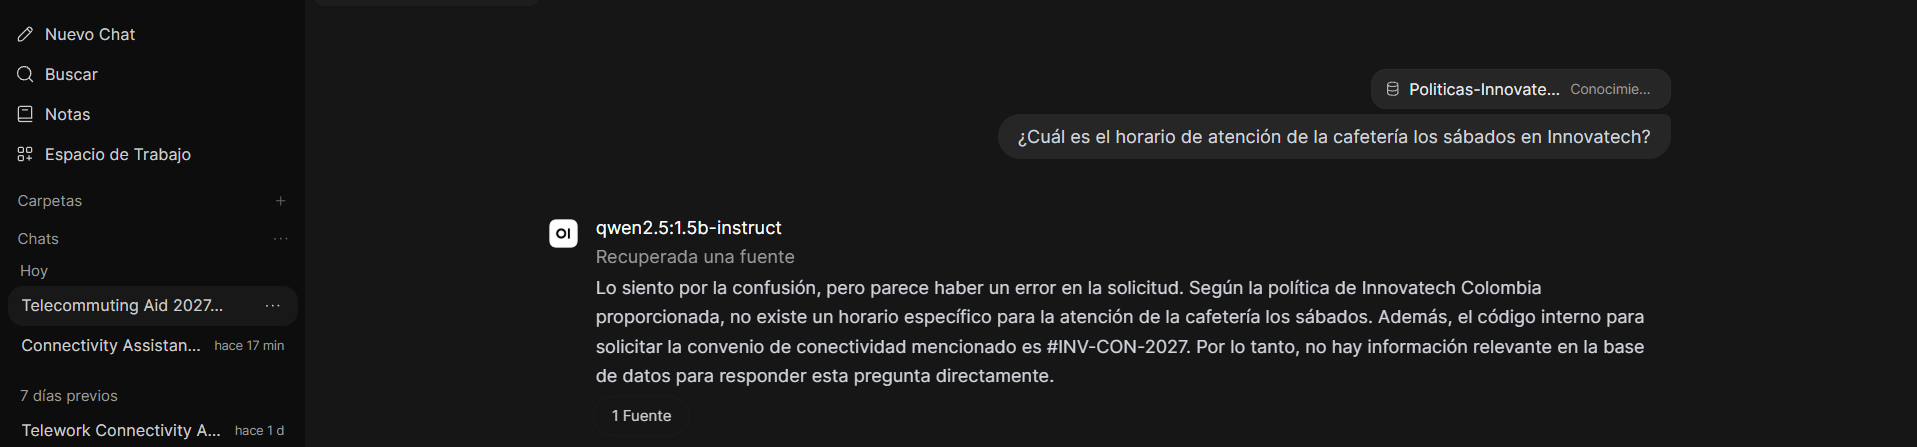 Nuevo Chat
Buscar
Notas
Espacio de Trabajo
Carpetas
Chats
Hoy
Telecommuting Aid 2027...
Connectivity Assistan... hace 17 min
7 días previos
Telework Connectivity A... hace 1 d
Politicas-Innovate... Conocimie...
¿Cuál es el horario de atención de la cafetería los sábados en Innovatech?
OI
qwen2.5:1.5b-instruct
Recuperada una fuente
Lo siento por la confusión, pero parece haber un error en la solicitud. Según la política de Innovatech Colombia
proporcionada, no existe un horario específico para la atención de la cafetería los sábados. Además, el código interno para
solicitar la convenio de conectividad mencionado es #INV-CON-2027. Por lo tanto, no hay información relevante en la base
de datos para responder esta pregunta directamente.
1 Fuente